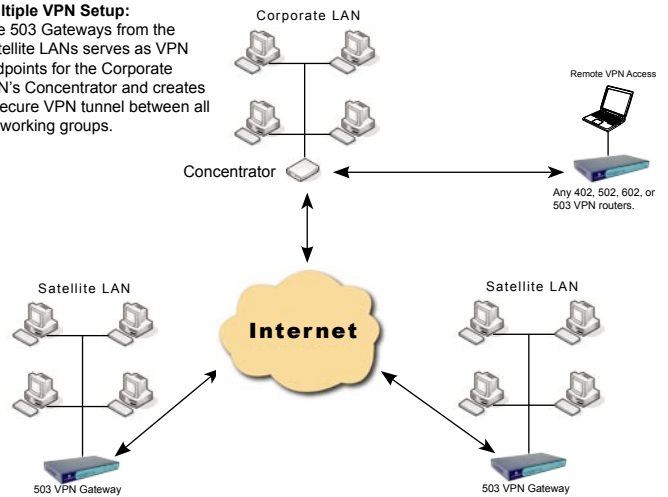 ltiple VPN Setup:
e 503 Gateways from the
tellite LANs serves as VPN
dpoints for the Corporate
N's Concentrator and creates
secure VPN tunnel between all
working groups.
Corporate LAN
Remote VPN Access
Concentrator
Any 402, 502, 602, or
503 VPN routers.
Satellite LAN
Satellite LAN
Internet
503 VPN Gateway
503 VPN Gateway